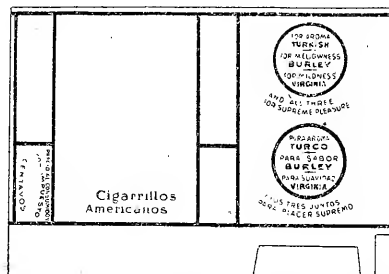 FOR AROMA
TURKISH
FOR MELLOWNESS
BURLEY
FOR MILDNESS
VIRGINIA
AND ALL THREE
FOR SUPREME PLEASURE
PARA AROMA
TURCO
PARA SABOR
BURLEY
PARA SUAVIDAD
VIRGINIA
LOS TRES JUNTOS
PARA PLACER SUPREMO
Cigarrillos
Americanos
CENTAVOS